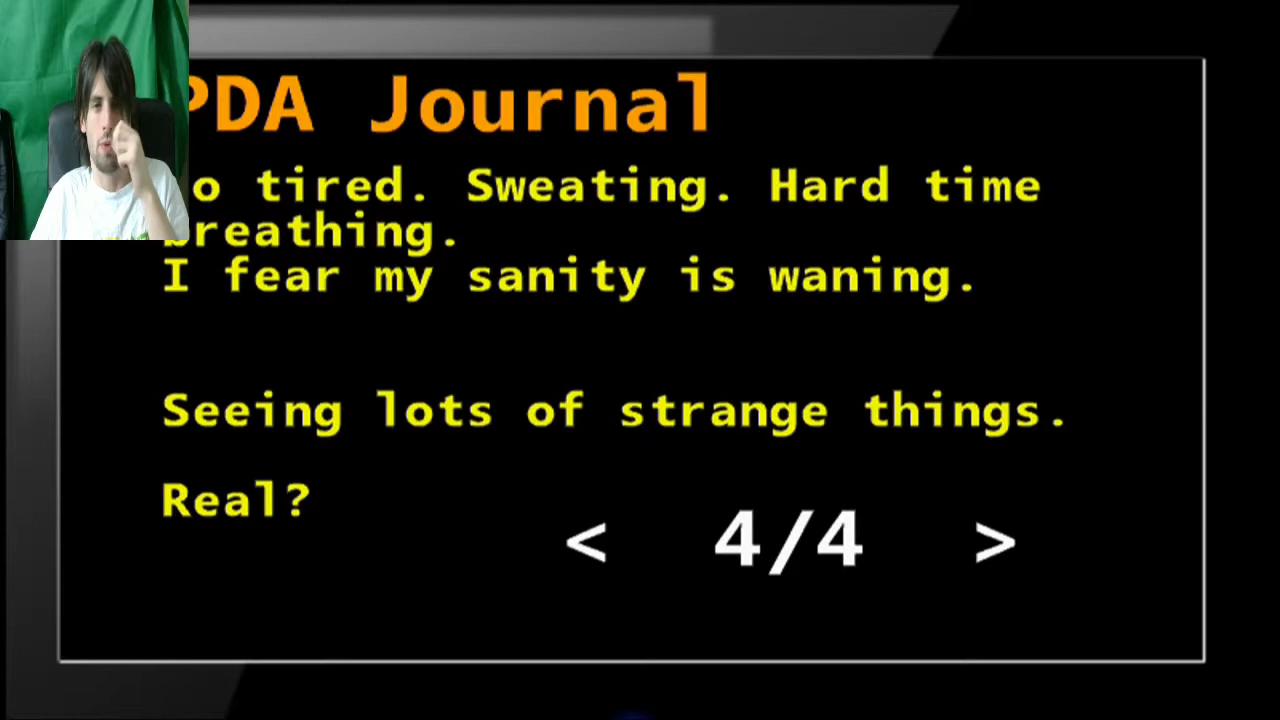 PDA Journal
tired. Sweating. Hard time
breathing.
I fear my sanity is waning.
Seeing lots of strange things.
Real?
< 4/4 >